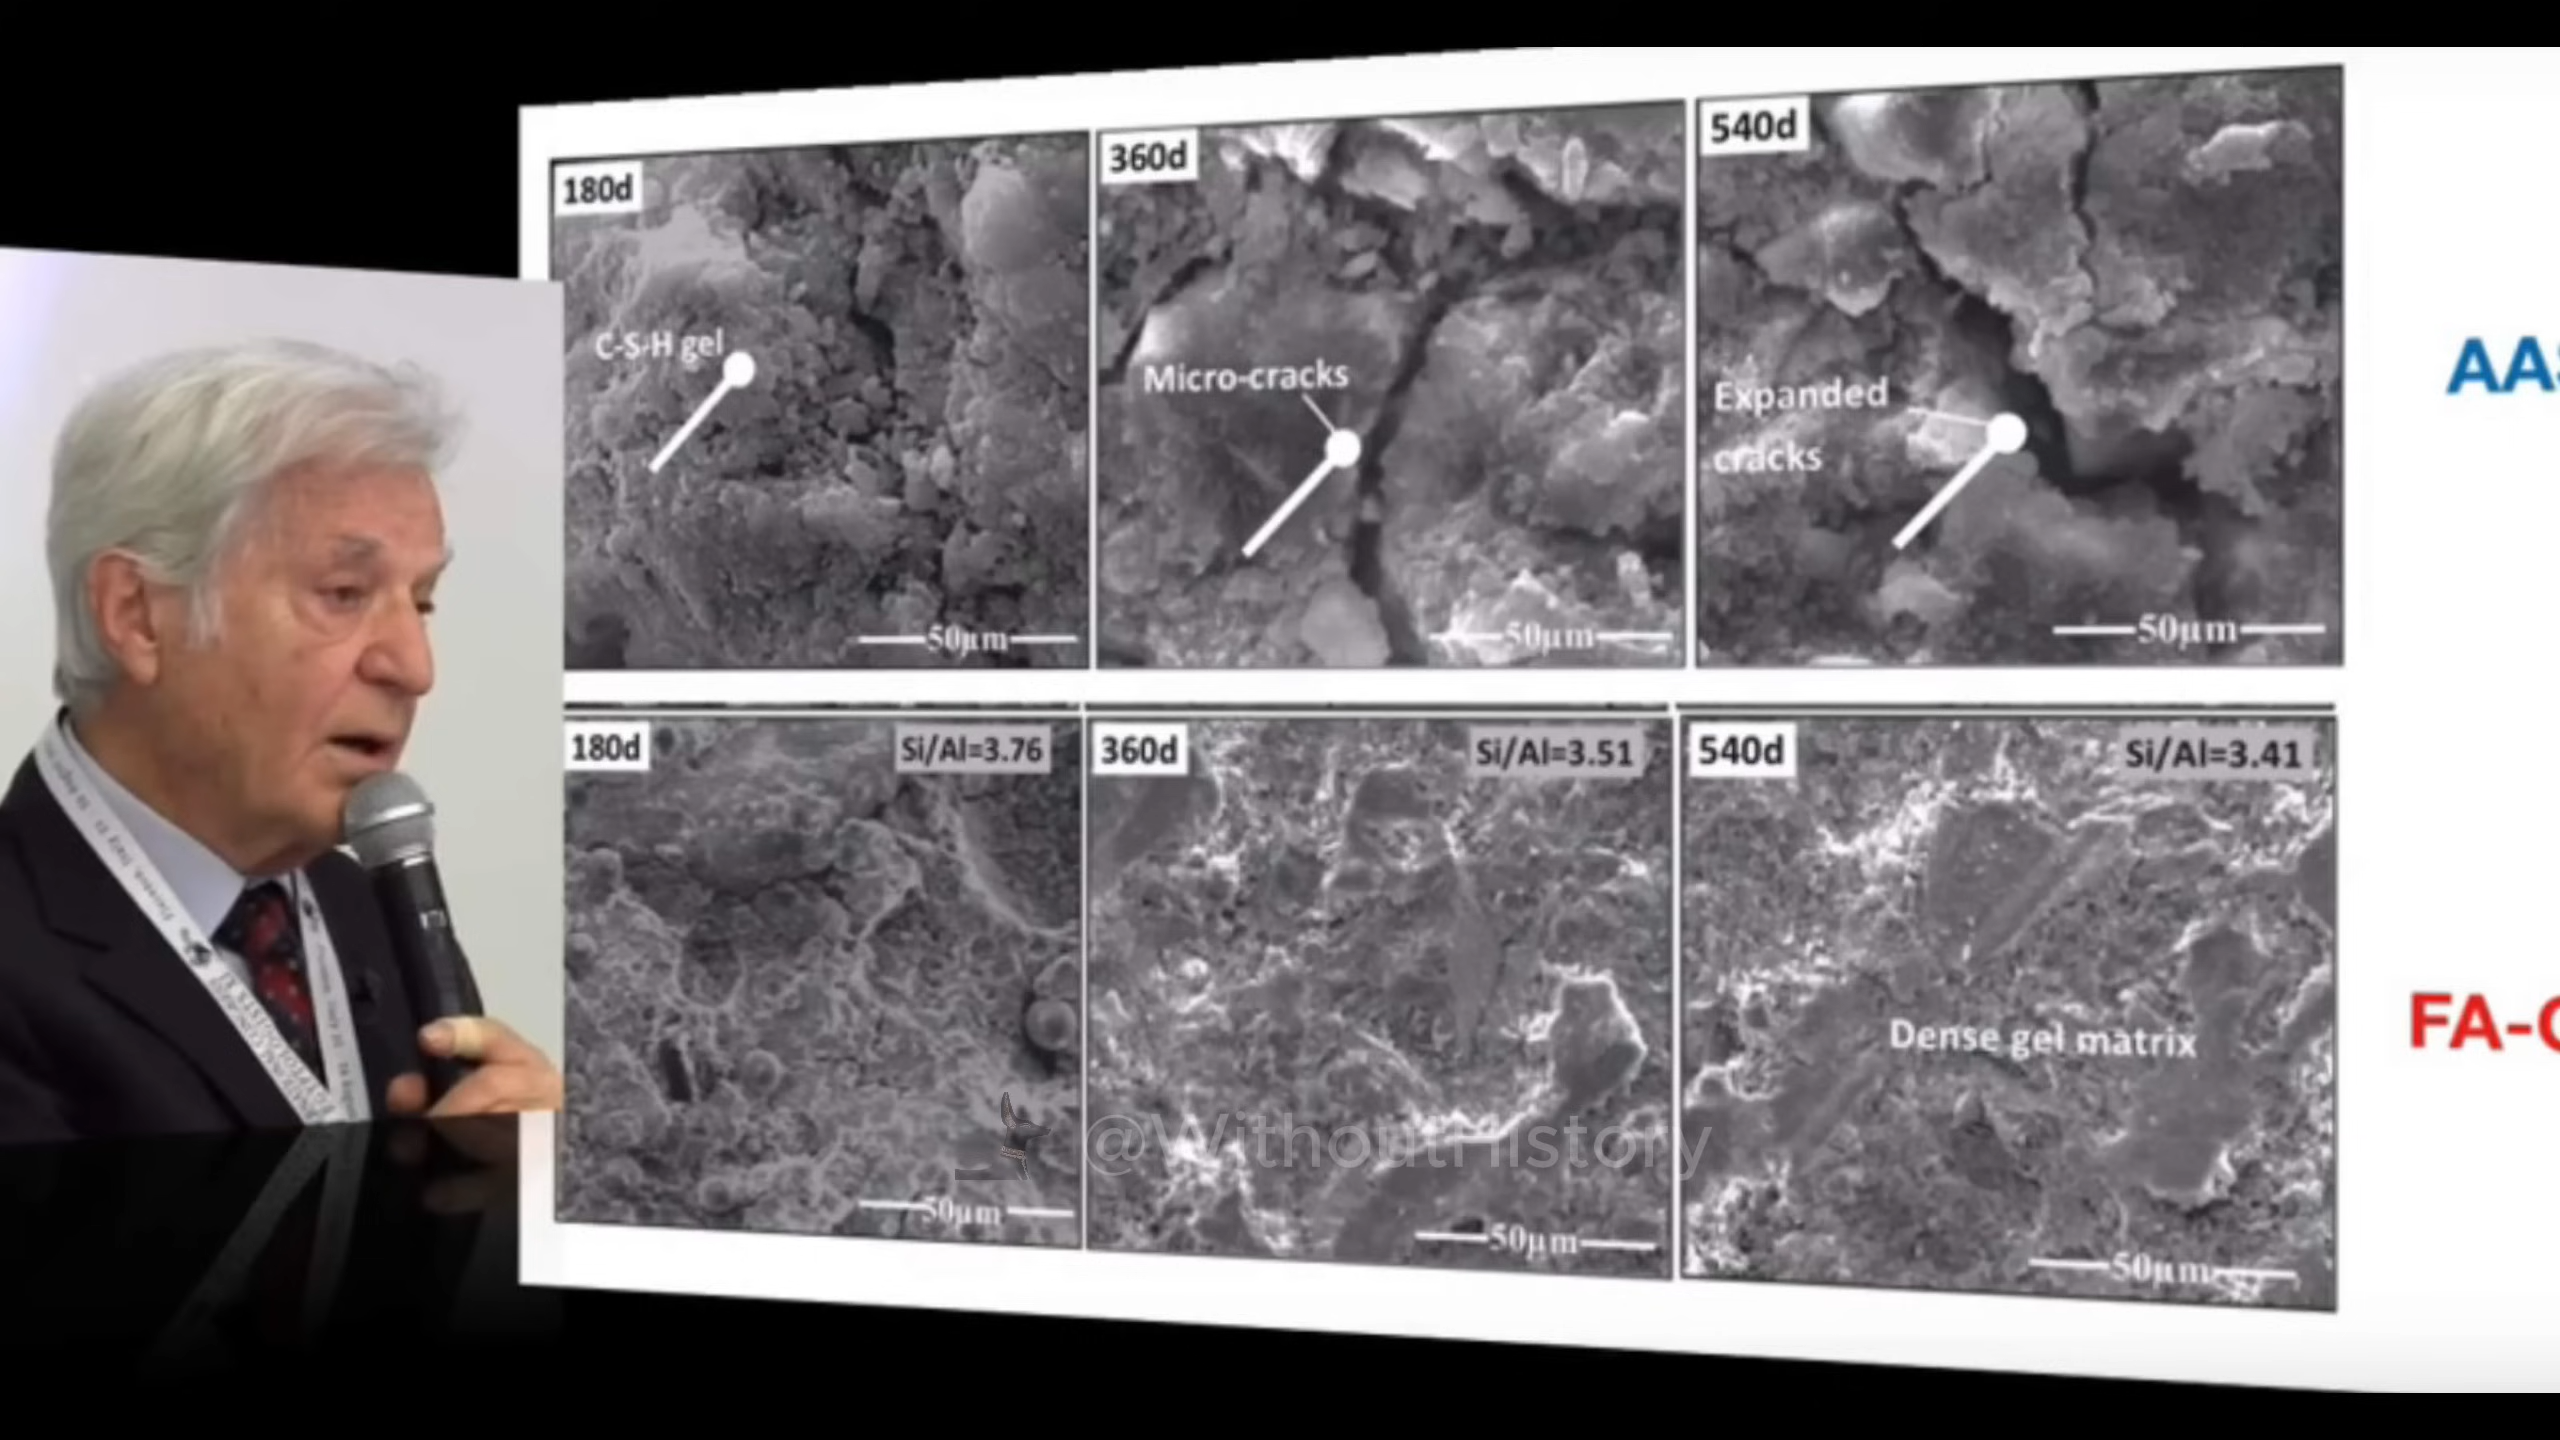 180d
C-S-H gel
50µm
360d
Micro-cracks
50µm
540d
Expanded
cracks
50µm
AAS
180d
Si/Al=3.76
50µm
360d
Si/Al=3.51
50µm
540d
Si/Al=3.41
Dense gel matrix
50µm
FA-
@WithoutHistory